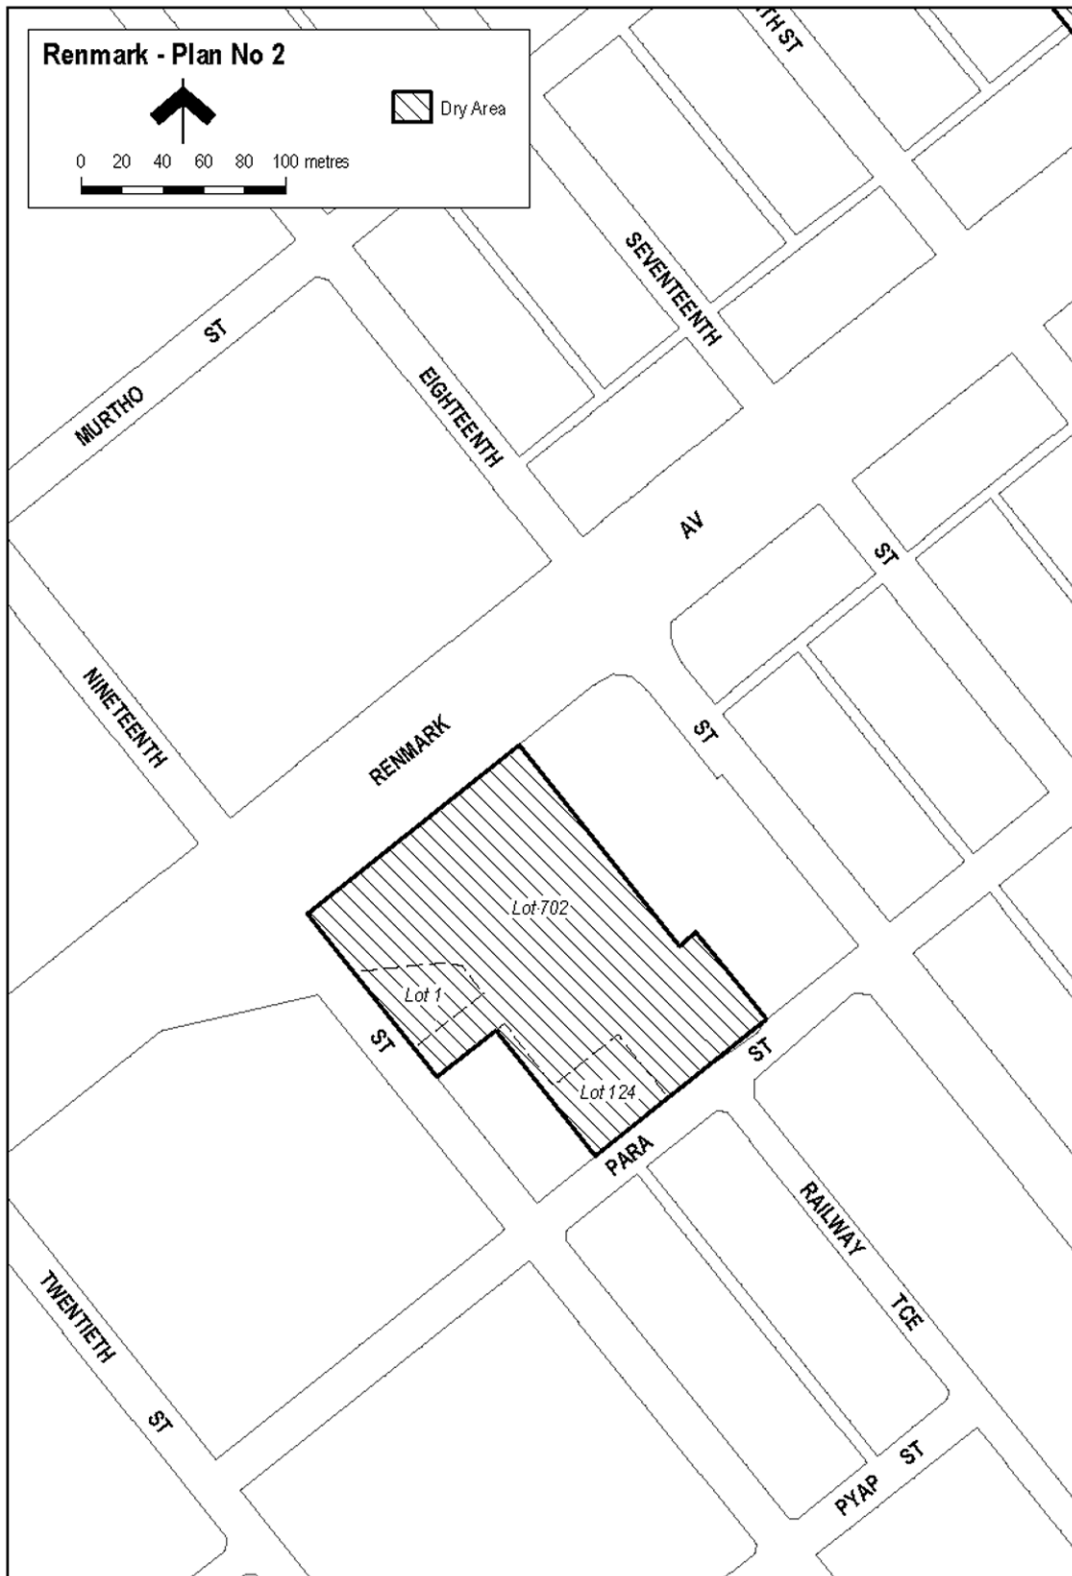 Renmark - Plan No 2
Dry Area
0 20 40 60 80 100 metres
TH ST
SEVENTEENTH
ST
MURTHO
EIGHTEENTH
AV
ST
NINETEENTH
ST
RENMARK
Lot 702
Lot 1
ST
ST
Lot 124
PARA
RAILWAY
TCE
TWENTIETH
ST
ST
PYAP